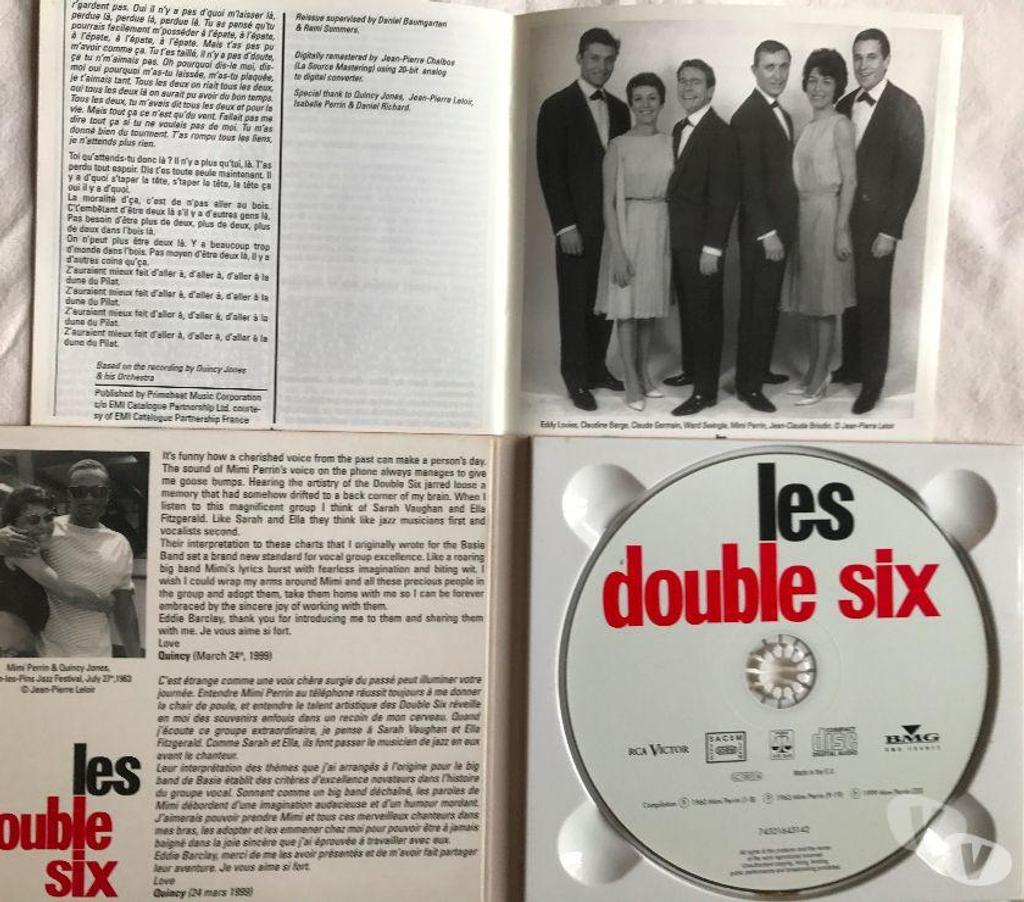 r'gardent pas. Oui il n'y a pas d'quoi m'laisser là,
perdue là, perdue là, perdue là. Tu as pensé qu'tu
pourrais facilement m'posséder à l'épate, à l'épate,
à l'épate, à l'épate, à l'épate. Mais t'as pas pu
m'avoir comme ça. Tu t'es taillé, il n'y a pas d'doute,
ça tu n'm'aimais pas. Oh pourquoi dis-le moi, dis-
moi oui pourquoi m'as-tu laissée, m'as-tu plaquée,
je t'aimais tant. Tous les deux on riait tous les deux,
oui tous les deux là on aurait pu avoir du bon temps.
Tous les deux, tu m'avais dit tous les deux et pour la
vie. Mais tout ça ce n'est qu'du vent. Fallait pas me
dire tout ça si tu ne voulais pas de moi. Tu m'as
donné bien du tourment. T'as rompu tous les liens,
je n'attends plus rien.
Toi qu'attends-tu donc là ? Il n'y a plus qu'toi, là. T'as
perdu tout espoir. Dis t'es toute seule maintenant. Il
y a d'quoi s'taper la tête, s'taper la tête, la tête ça
oui il y a d'quoi.
La moralité d'ça, c'est de n'pas aller au bois.
C't'embêtant d'être deux là s'il y a d'autres gens là.
Pas besoin d'être plus de deux, plus de deux, plus
de deux dans l'bois là.
On n'peut plus être deux là. Y a beaucoup trop
d'monde dans l'bois. Pas moyen d'être deux là, il y a
d'autres coins qu'ça.
Z'auraient mieux fait d'aller à, d'aller à, d'aller à la
dune du Pilat.
Z'auraient mieux fait d'aller à, d'aller à, d'aller à la
dune du Pilat.
Z'auraient mieux fait d'aller à, d'aller à, d'aller à la
dune du Pilat.
Z'auraient mieux fait d'aller à, d'aller à, d'aller à la
dune du Pilat.
Based on the recording by Quincy Jones
& his Orchestra
Published by Primebeat Music Corporation
c/o EMI Catalogue Partnership Ltd. courte-
sy of EMI Catalogue Partnership France
Reissue supervised by Daniel Baumgarten
& Remi Sommers.
Digitally remastered by Jean-Pierre Chalbos
(La Source Mastering) using 20-bit analog
to digital converter.
Special thank to Quincy Jones, Jean-Pierre Leloir,
Isabelle Perrin & Daniel Richard.
Eddy Louiss, Claudine Barge, Claude Germain, Ward Swingle, Mimi Perrin, Jean-Claude Briodin. © Jean-Pierre Leloir
Mimi Perrin & Quincy Jones,
n-les-Pins Jazz Festival, July 27th, 1963
© Jean-Pierre Leloir
It's funny how a cherished voice from the past can make a person's day.
The sound of Mimi Perrin's voice on the phone always manages to give
me goose bumps. Hearing the artistry of the Double Six jarred loose a
memory that had somehow drifted to a back corner of my brain. When I
listen to this magnificent group I think of Sarah Vaughan and Ella
Fitzgerald. Like Sarah and Ella they think like jazz musicians first and
vocalists second.
Their interpretation to these charts that I originally wrote for the Basie
Band set a brand new standard for vocal group excellence. Like a roaring
big band Mimi's lyrics burst with fearless imagination and biting wit. I
wish I could wrap my arms around Mimi and all these precious people in
the group and adopt them, take them home with me so I can be forever
embraced by the sincere joy of working with them.
Eddie Barclay, thank you for introducing me to them and sharing them
with me. Je vous aime si fort.
Love
Quincy (March 24th, 1999)
C'est étrange comme une voix chère surgie du passé peut illuminer votre
journée. Entendre Mimi Perrin au téléphone réussit toujours à me donner
la chair de poule, et entendre le talent artistique des Double Six réveille
en moi des souvenirs enfouis dans un recoin de mon cerveau. Quand
j'écoute ce groupe extraordinaire, je pense à Sarah Vaughan et Ella
Fitzgerald. Comme Sarah et Ella, ils font passer le musicien de jazz en eux
avant le chanteur.
Leur interprétation des thèmes que j'ai arrangés à l'origine pour le big
band de Basie établit des critères d'excellence novateurs dans l'histoire
du groupe vocal. Sonnant comme un big band déchaîné, les paroles de
Mimi débordent d'une imagination audacieuse et d'un humour mordant.
J'aimerais pouvoir prendre Mimi et tous ces merveilleux chanteurs dans
mes bras, les adopter et les emmener chez moi pour pouvoir être à jamais
baigné dans la joie sincère que j'ai éprouvée à travailler avec eux.
Eddie Barclay, merci de me les avoir présentés et de m'avoir fait partager
leur aventure. Je vous aime si fort.
Love
Quincy (24 mars 1999)
les
ouble
six
les
double six
RCA VICTOR
SACEM
COMPACT
disc
DIGITAL AUDIO
BMG
BMG FRANCE
Made in the E.U.
Compilation 1960 Mimi Perrin (1-8) 1962 Mimi Perrin (9-19) 1999 Mimi Perrin (20)
74321643142
V